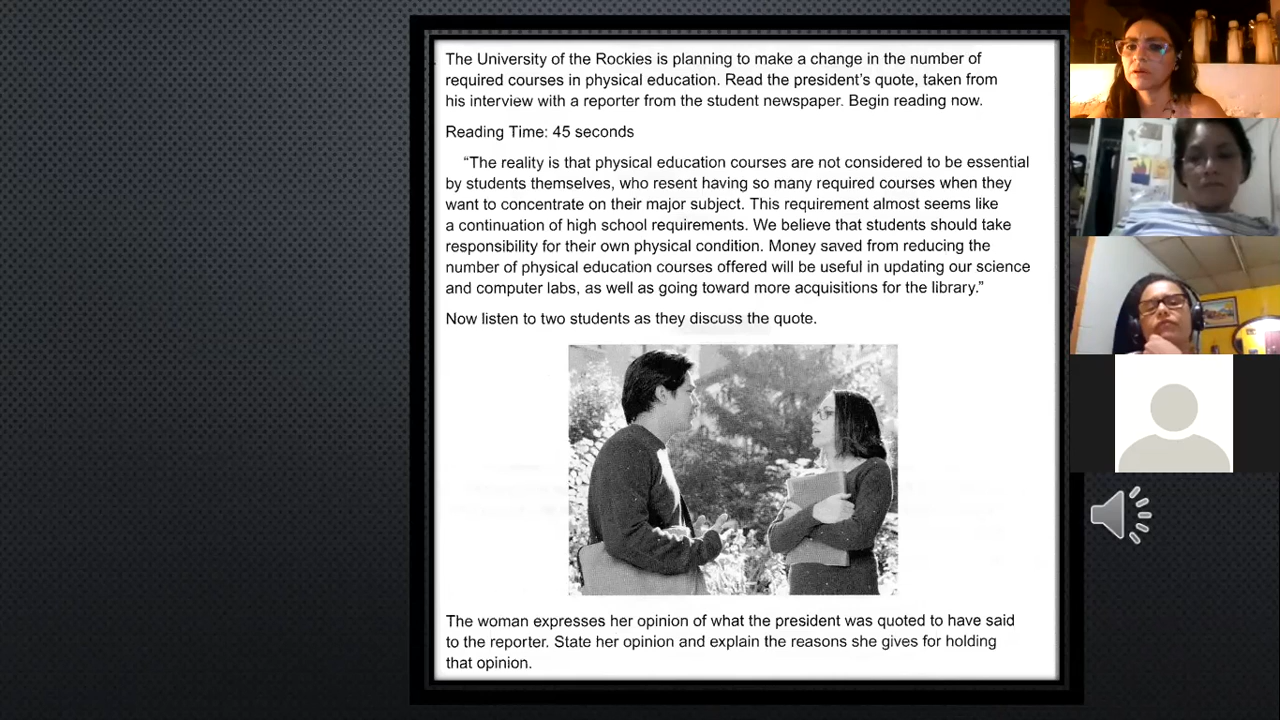 The University of the Rockies is planning to make a change in the number of
required courses in physical education. Read the president's quote, taken from
his interview with a reporter from the student newspaper. Begin reading now.
Reading Time: 45 seconds
“The reality is that physical education courses are not considered to be essential
by students themselves, who resent having so many required courses when they
want to concentrate on their major subject. This requirement almost seems like
a continuation of high school requirements. We believe that students should take
responsibility for their own physical condition. Money saved from reducing the
number of physical education courses offered will be useful in updating our science
and computer labs, as well as going toward more acquisitions for the library.”
Now listen to two students as they discuss the quote.
The woman expresses her opinion of what the president was quoted to have said
to the reporter. State her opinion and explain the reasons she gives for holding
that opinion.